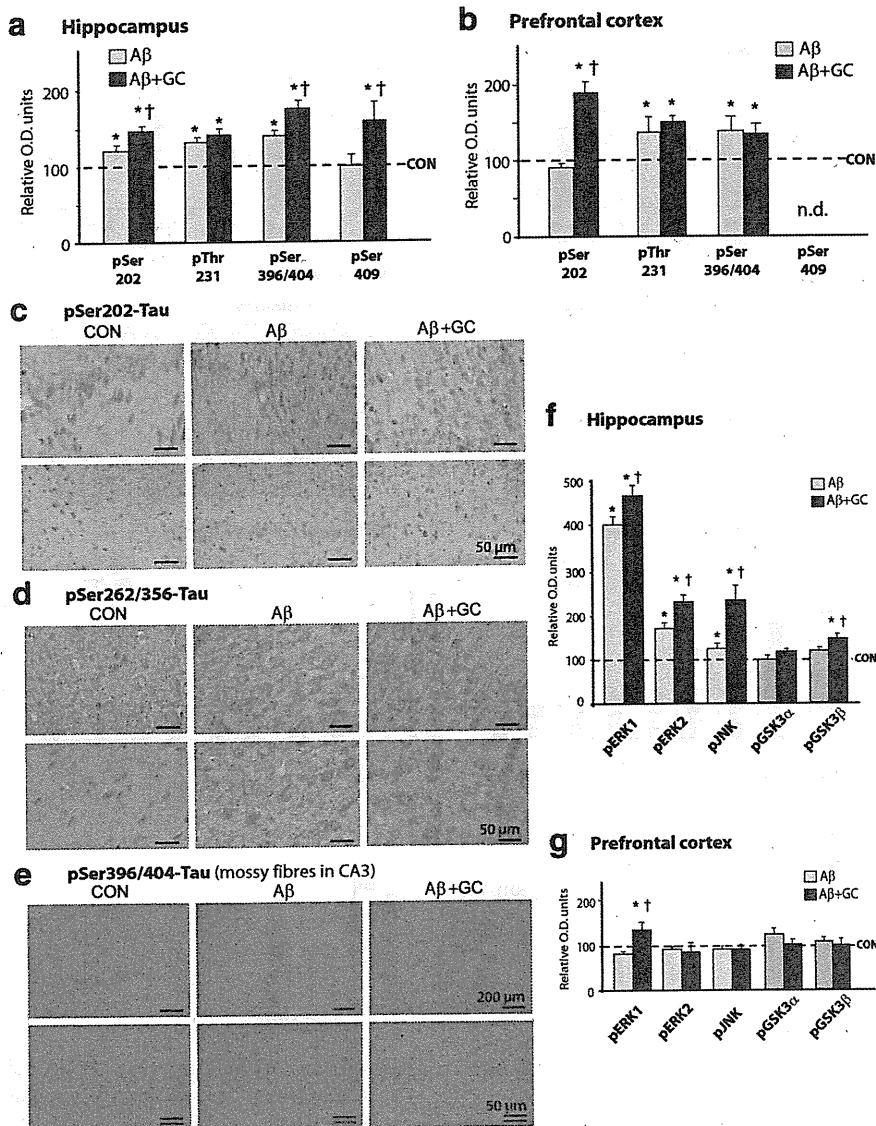 a Hippocampus
Aβ
Aβ+GC
Relative O.D. units
200
100
0
* *† * * * *† *
CON
pSer 202
pThr 231
pSer 396/404
pSer 409
b Prefrontal cortex
Aβ
Aβ+GC
Relative O.D. units
200
100
0
*† * * * *
CON
n.d.
pSer 202
pThr 231
pSer 396/404
pSer 409
c pSer202-Tau
CON Aβ Aβ+GC
50 µm
d pSer262/356-Tau
CON Aβ Aβ+GC
50 µm
e pSer396/404-Tau (mossy fibres in CA3)
CON Aβ Aβ+GC
200 µm
50 µm
f Hippocampus
Aβ
Aβ+GC
Relative O.D. units
500
400
300
200
100
0
* *† * *† * *† *†
CON
pERK1
pERK2
pJNK
pGSK3α
pGSK3β
g Prefrontal cortex
Aβ
Aβ+GC
Relative O.D. units
200
100
0
*†
CON
pERK1
pERK2
pJNK
pGSK3α
pGSK3β